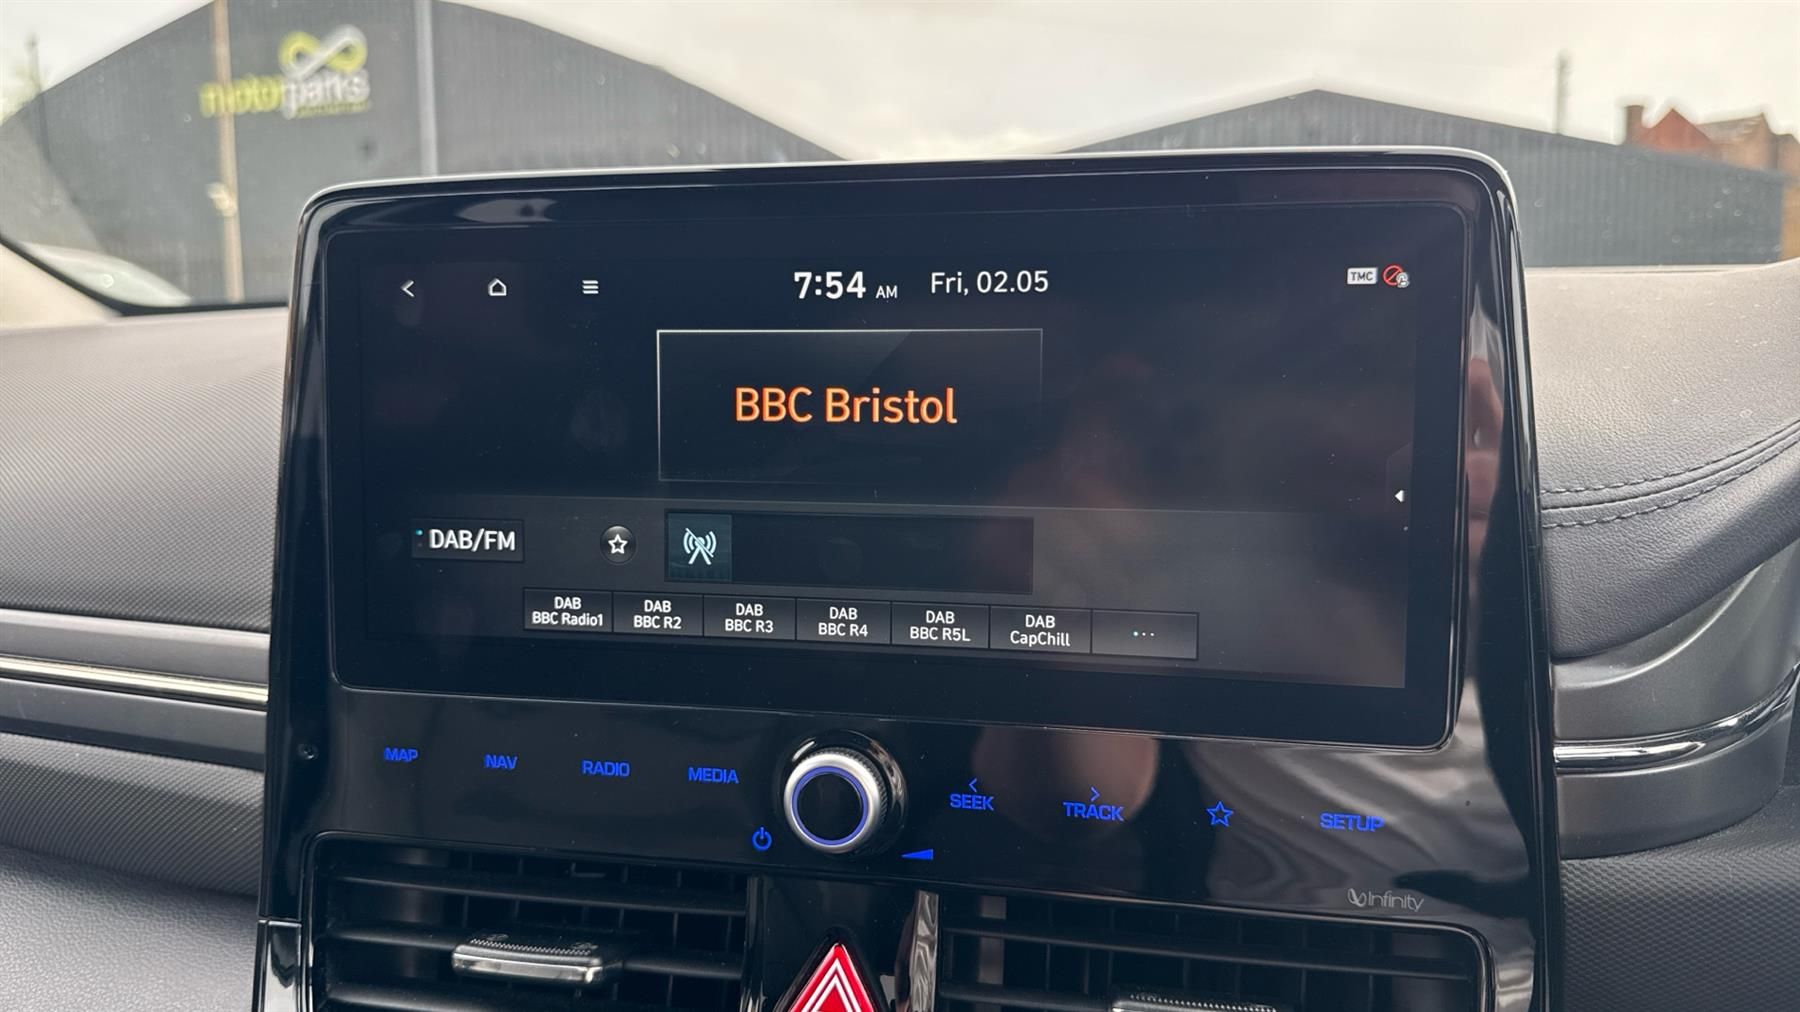 motorparks
7:54 AM Fri, 02.05
TMC
BBC Bristol
DAB/FM
DAB
BBC Radio1
DAB
BBC R2
DAB
BBC R3
DAB
BBC R4
DAB
BBC R5L
DAB
CapChill
...
MAP
NAV
RADIO
MEDIA
< SEEK
> TRACK
SETUP
Infinity